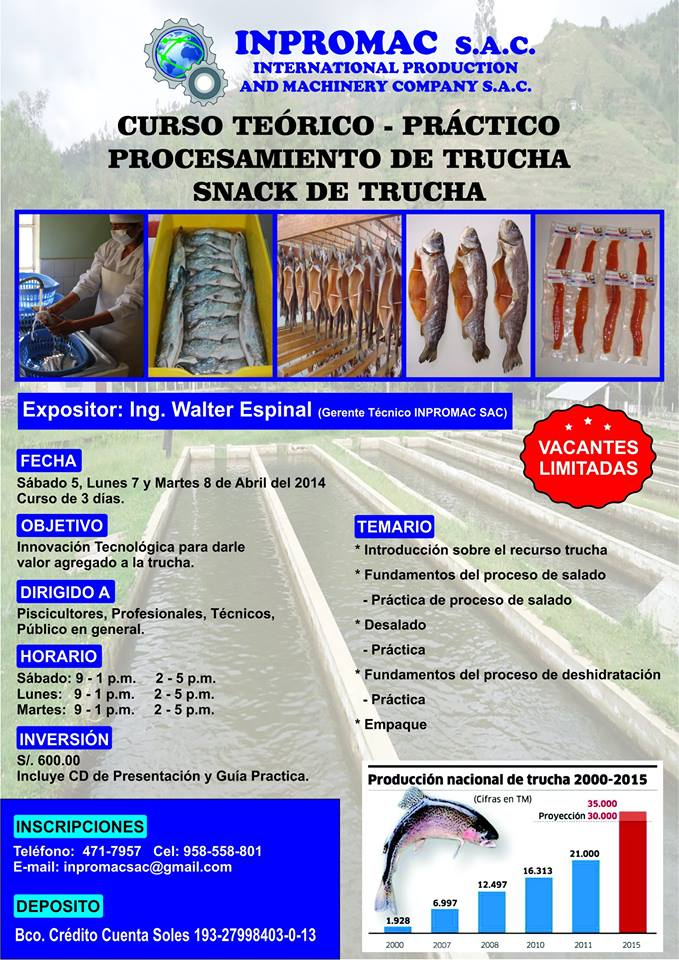 INPROMAC S.A.C.
INTERNATIONAL PRODUCTION
AND MACHINERY COMPANY S.A.C.
CURSO TEÓRICO - PRÁCTICO
PROCESAMIENTO DE TRUCHA
SNACK DE TRUCHA
Expositor: Ing. Walter Espinal (Gerente Técnico INPROMAC SAC)
VACANTES
LIMITADAS
FECHA
Sábado 5, Lunes 7 y Martes 8 de Abril del 2014
Curso de 3 días.
OBJETIVO
Innovación Tecnológica para darle
valor agregado a la trucha.
DIRIGIDO A
Piscicultores, Profesionales, Técnicos,
Público en general.
HORARIO
Sábado: 9 - 1 p.m. 2 - 5 p.m.
Lunes: 9 - 1 p.m. 2 - 5 p.m.
Martes: 9 - 1 p.m. 2 - 5 p.m.
INVERSIÓN
S/. 600.00
Incluye CD de Presentación y Guía Practica.
TEMARIO
* Introducción sobre el recurso trucha
* Fundamentos del proceso de salado
- Práctica de proceso de salado
* Desalado
- Práctica
* Fundamentos del proceso de deshidratación
- Práctica
* Empaque
INSCRIPCIONES
Teléfono: 471-7957 Cel: 958-558-801
E-mail: inpromacsac@gmail.com
DEPOSITO
Bco. Crédito Cuenta Soles 193-27998403-0-13
Producción nacional de trucha 2000-2015
(Cifras en TM)
35.000
Proyección 30.000
21.000
16.313
12.497
6.997
1.928
2000 2007 2008 2010 2011 2015